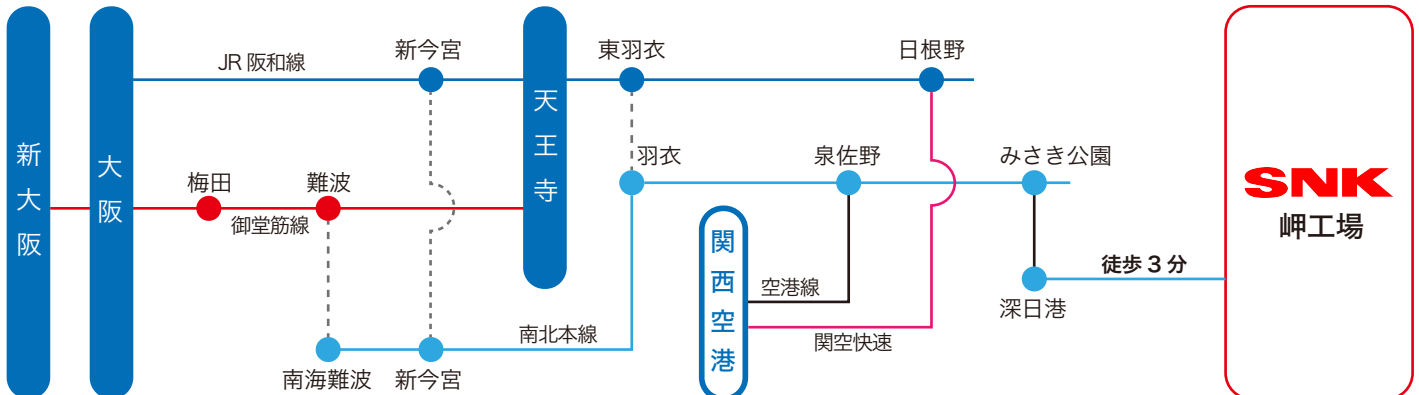 新大阪
大阪
JR 阪和線
新今宮
天王寺
東羽衣
日根野
梅田
難波
御堂筋線
羽衣
泉佐野
みさき公園
SNK
岬工場
関西空港
空港線
徒歩 3 分
深日港
南北本線
関空快速
南海難波
新今宮